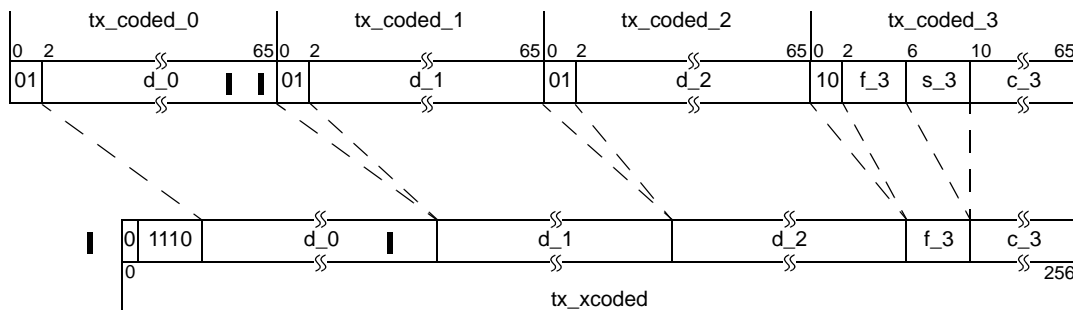 tx_coded_0 tx_coded_1 tx_coded_2 tx_coded_3
0 2 65 0 2 65 0 2 65 0 2 6 10 65
01 d_0 01 d_1 01 d_2 10 f_3 s_3 c_3
0 1110 d_0 d_1 d_2 f_3 c_3
0 256
tx_xcoded